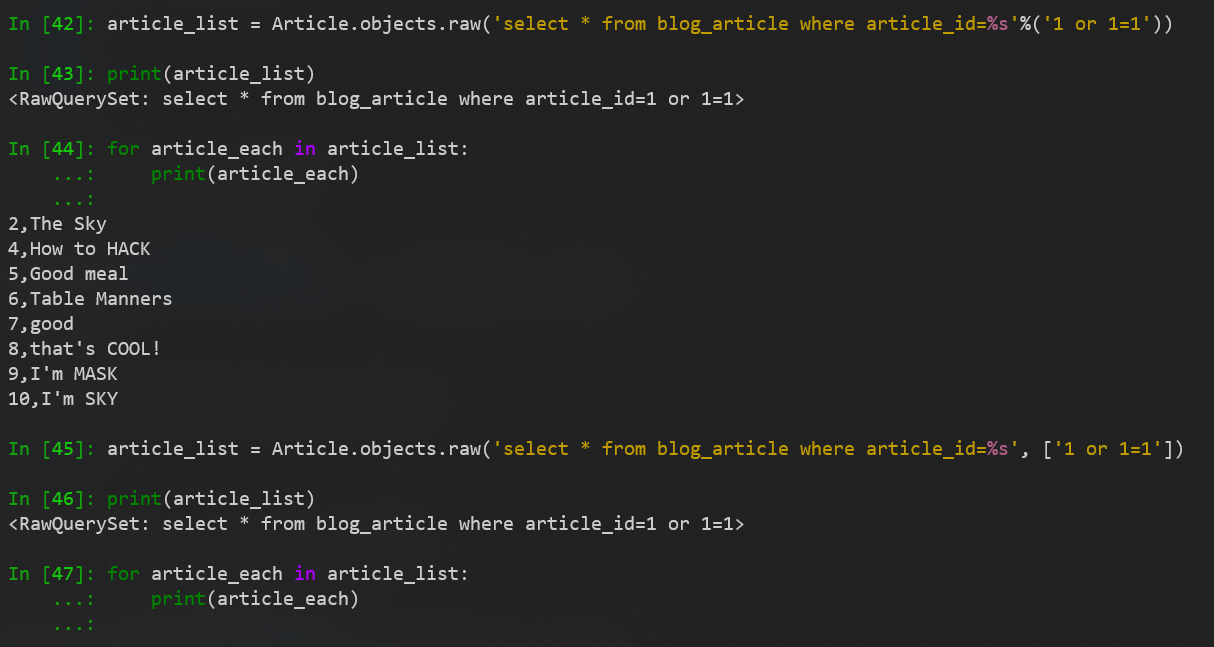 In [42]: article_list = Article.objects.raw('select * from blog_article where article_id=%s'%('1 or 1=1'))
In [43]: print(article_list)
<RawQuerySet: select * from blog_article where article_id=1 or 1=1>
In [44]: for article_each in article_list:
    ...:     print(article_each)
    ...:
2,The Sky
4,How to HACK
5,Good meal
6,Table Manners
7,good
8,that's COOL!
9,I'm MASK
10,I'm SKY
In [45]: article_list = Article.objects.raw('select * from blog_article where article_id=%s', ['1 or 1=1'])
In [46]: print(article_list)
<RawQuerySet: select * from blog_article where article_id=1 or 1=1>
In [47]: for article_each in article_list:
    ...:     print(article_each)
    ...: